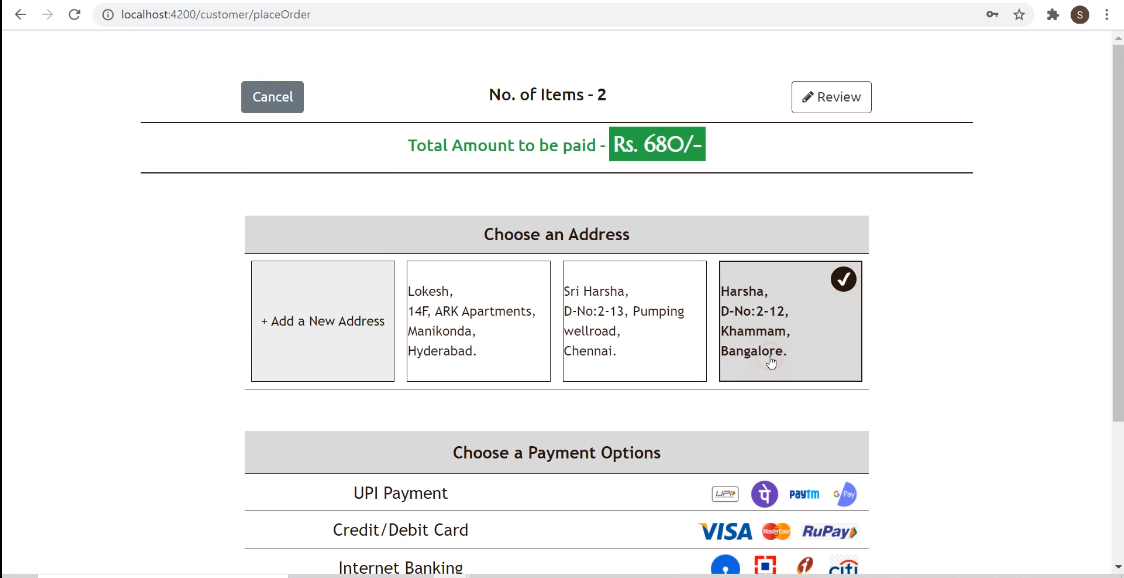 localhost:4200/customer/placeOrder
S
Cancel
No. of Items - 2
Review
Total Amount to be paid - Rs. 680/-
Choose an Address
+ Add a New Address
Lokesh,
14F, ARK Apartments,
Manikonda,
Hyderabad.
Sri Harsha,
D-No:2-13, Pumping
wellroad,
Chennai.
Harsha,
D-No:2-12,
Khammam,
Bangalore.
Choose a Payment Options
UPI Payment
UPI पे paytm G Pay
Credit/Debit Card
VISA MasterCard RuPay
Internet Banking
citi